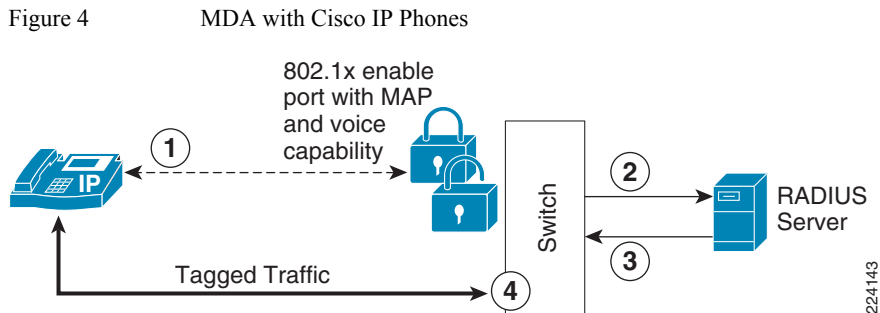 Figure 4 MDA with Cisco IP Phones
802.1x enable
port with MAP
and voice
capability
1
IP
2
Switch
RADIUS
Server
3
Tagged Traffic
4
224143